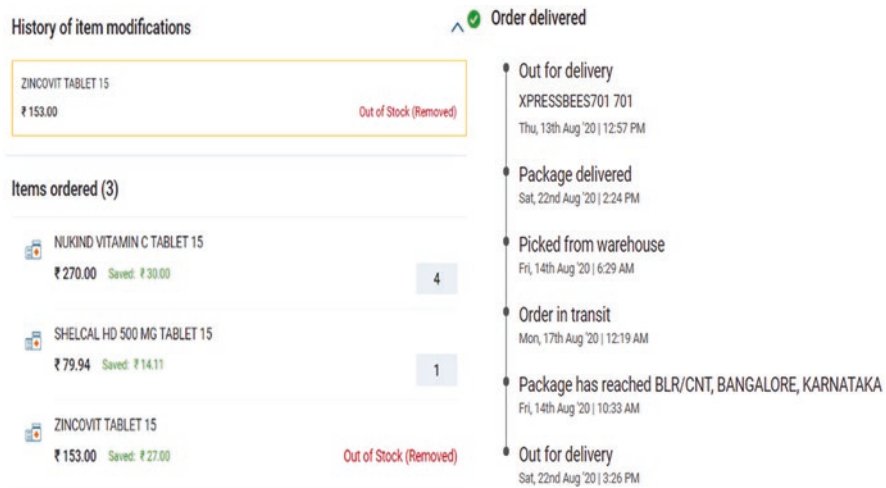 History of item modifications
ZINCOVIT TABLET 15
₹ 153.00
Out of Stock (Removed)
Items ordered (3)
NUKIND VITAMIN C TABLET 15
₹ 270.00 Saved: ₹ 30.00
4
SHELCAL HD 500 MG TABLET 15
₹ 79.94 Saved: ₹ 14.11
1
ZINCOVIT TABLET 15
₹ 153.00 Saved: ₹ 27.00
Out of Stock (Removed)
Order delivered
Out for delivery
XPRESSBEES701 701
Thu, 13th Aug '20 | 12:57 PM
Package delivered
Sat, 22nd Aug '20 | 2:24 PM
Picked from warehouse
Fri, 14th Aug '20 | 6:29 AM
Order in transit
Mon, 17th Aug '20 | 12:19 AM
Package has reached BLR/CNT, BANGALORE, KARNATAKA
Fri, 14th Aug '20 | 10:33 AM
Out for delivery
Sat, 22nd Aug '20 | 3:26 PM